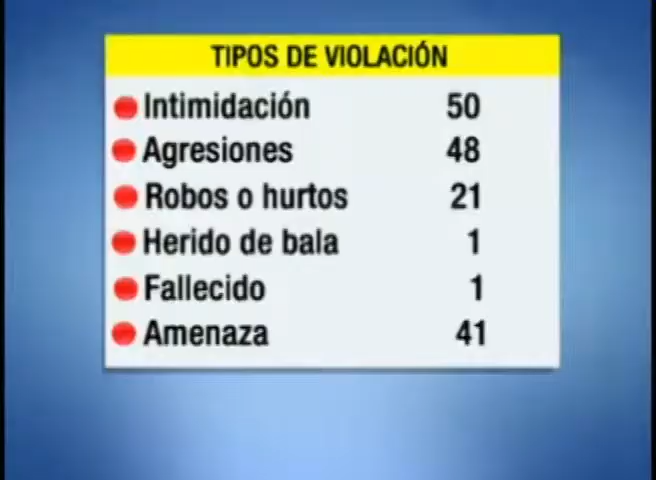 TIPOS DE VIOLACIÓN
Intimidación 50
Agresiones 48
Robos o hurtos 21
Herido de bala 1
Fallecido 1
Amenaza 41